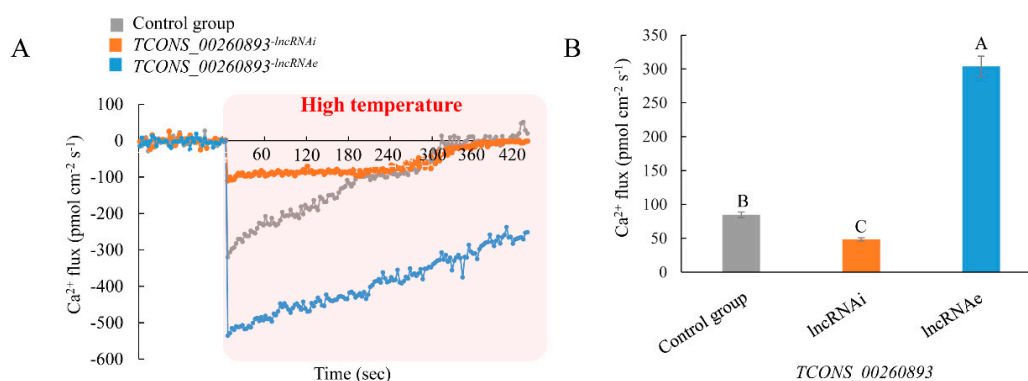 A
Control group
TCONS_00260893-lncRNAi
TCONS_00260893-lncRNAe
High temperature
100
0
-100
-200
-300
-400
-500
-600
60 120 180 240 300 360 420
Ca2+ flux (pmol cm-2 s-1)
Time (sec)
B
350
300
250
200
150
100
50
0
Ca2+ flux (pmol cm-2 s-1)
B
C
A
Control group
lncRNAi
lncRNAe
TCONS_00260893